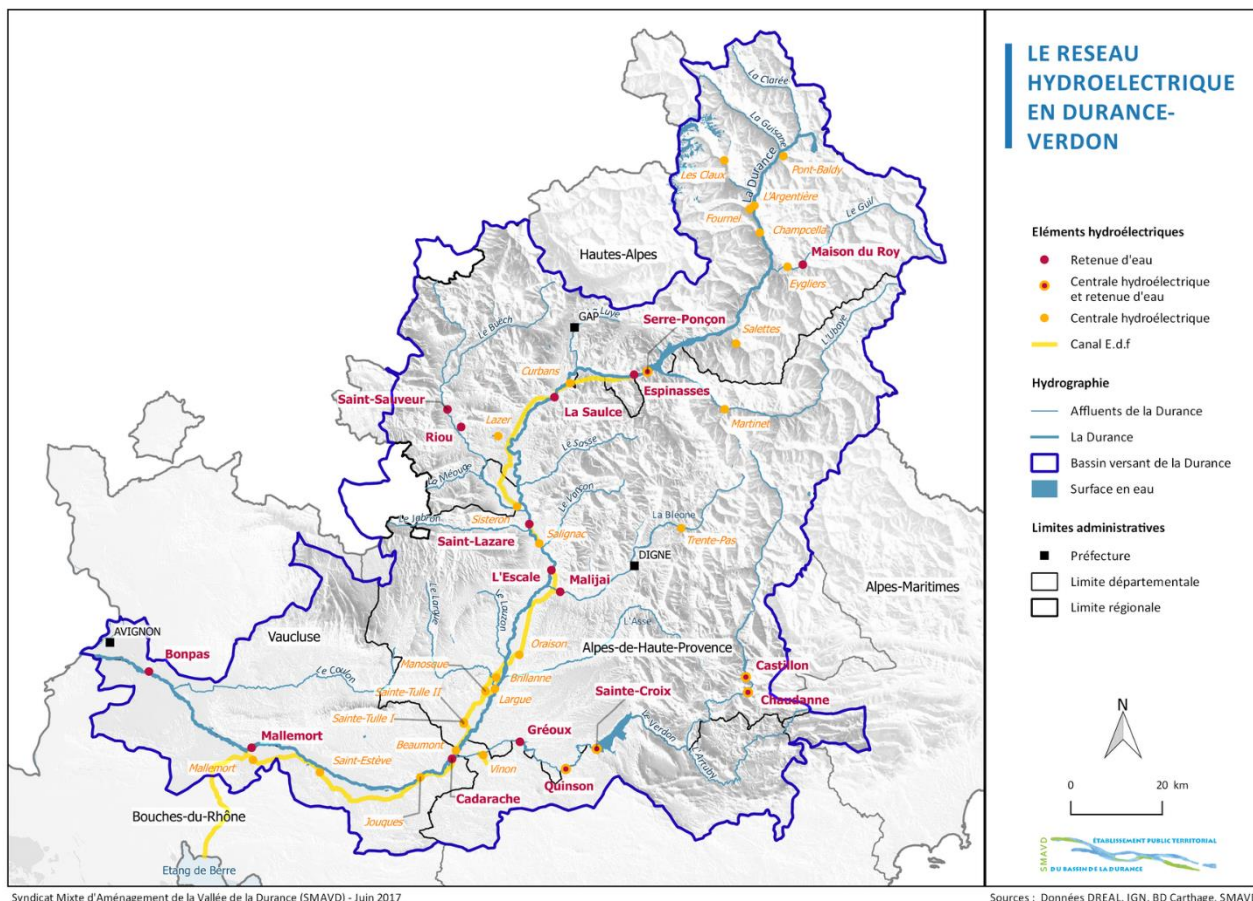 LE RESEAU
HYDROELECTRIQUE
EN DURANCE-
VERDON
Eléments hydroélectriques
Retenue d'eau
Centrale hydroélectrique
et retenue d'eau
Centrale hydroélectrique
Canal E.d.f
Hydrographie
Affluents de la Durance
La Durance
Bassin versant de la Durance
Surface en eau
Limites administratives
Préfecture
Limite départementale
Limite régionale
N
0 20 km
SMAVD
ÉTABLISSEMENT PUBLIC TERRITORIAL
DU BASSIN DE LA DURANCE
La Clarée
La Guisane
La Durance
Les Claux
Pont-Baldy
L'Argentière
Fournel
Le Guil
Champcella
Maison du Roy
Eygliers
Hautes-Alpes
GAP
Luye
Le Buëch
Serre-Ponçon
Salettes
L'Ubaye
Curbans
Espinasses
Saint-Sauveur
La Saulce
Martinet
Lazer
Riou
Le Sasse
La Méouge
Le Vanson
Sisteron
Le Jabron
La Bléone
Saint-Lazare
Salignac
Trente-Pas
DIGNE
L'Escale
Malijai
Alpes-Maritimes
Le Largue
Le Lauzon
L'Asse
AVIGNON
Vaucluse
Bonpas
Oraison
Alpes-de-Haute-Provence
Le Coulon
Manosque
Brillanne
Castillon
Sainte-Tulle II
Largue
Sainte-Croix
Chaudanne
Sainte-Tulle I
Le Verdon
Gréoux
Mallemort
Beaumont
L'Artuby
Mallemort
Saint-Estève
Vinon
Quinson
Cadarache
Jouques
Bouches-du-Rhône
Etang de Berre
Syndicat Mixte d'Aménagement de la Vallée de la Durance (SMAVD) - Juin 2017
Sources : Données DREAL, IGN, BD Carthage, SMAVD